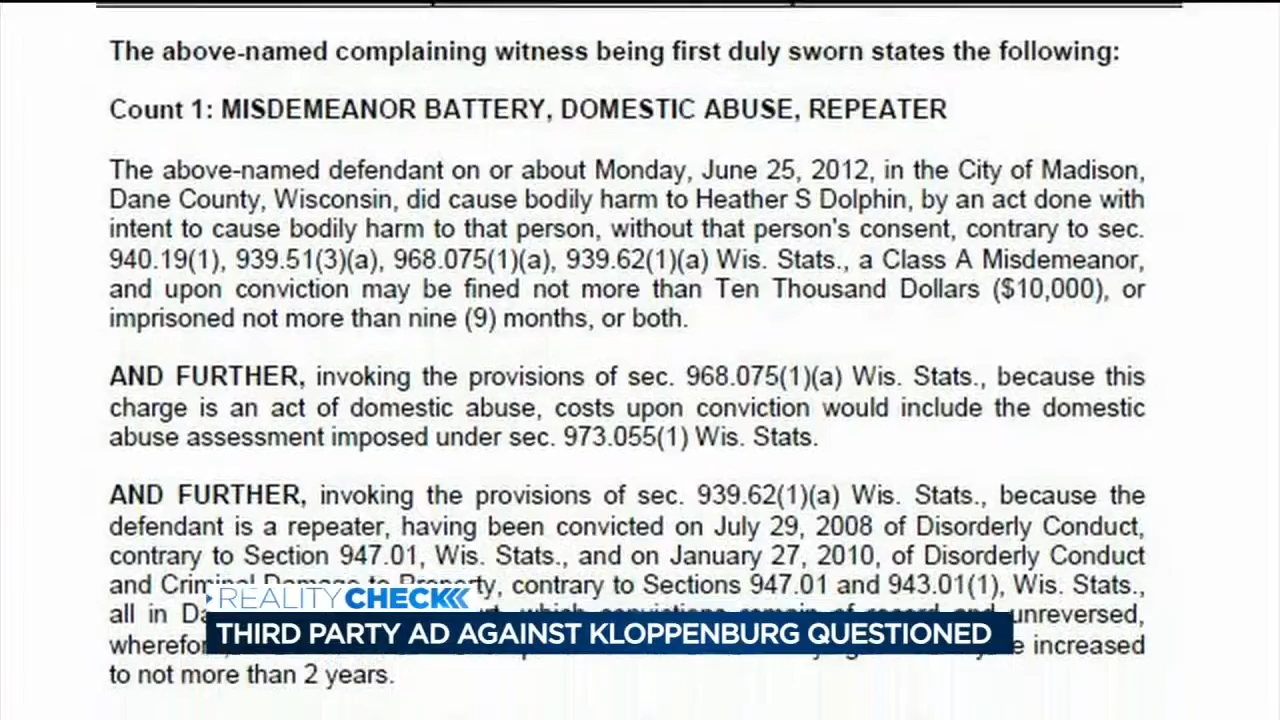 The above-named complaining witness being first duly sworn states the following:
Count 1: MISDEMEANOR BATTERY, DOMESTIC ABUSE, REPEATER
The above-named defendant on or about Monday, June 25, 2012, in the City of Madison,
Dane County, Wisconsin, did cause bodily harm to Heather S Dolphin, by an act done with
intent to cause bodily harm to that person, without that person's consent, contrary to sec.
940.19(1), 939.51(3)(a), 968.075(1)(a), 939.62(1)(a) Wis. Stats., a Class A Misdemeanor,
and upon conviction may be fined not more than Ten Thousand Dollars ($10,000), or
imprisoned not more than nine (9) months, or both.
AND FURTHER, invoking the provisions of sec. 968.075(1)(a) Wis. Stats., because this
charge is an act of domestic abuse, costs upon conviction would include the domestic
abuse assessment imposed under sec. 973.055(1) Wis. Stats.
AND FURTHER, invoking the provisions of sec. 939.62(1)(a) Wis. Stats., because the
defendant is a repeater, having been convicted on July 29, 2008 of Disorderly Conduct,
contrary to Section 947.01, Wis. Stats., and on January 27, 2010, of Disorderly Conduct
and Criminal Damage to Property, contrary to Sections 947.01 and 943.01(1), Wis. Stats.,
all in which convictions remain of record and unreversed,
increased
to not more than 2 years.
REALITY CHECK
THIRD PARTY AD AGAINST KLOPPENBURG QUESTIONED